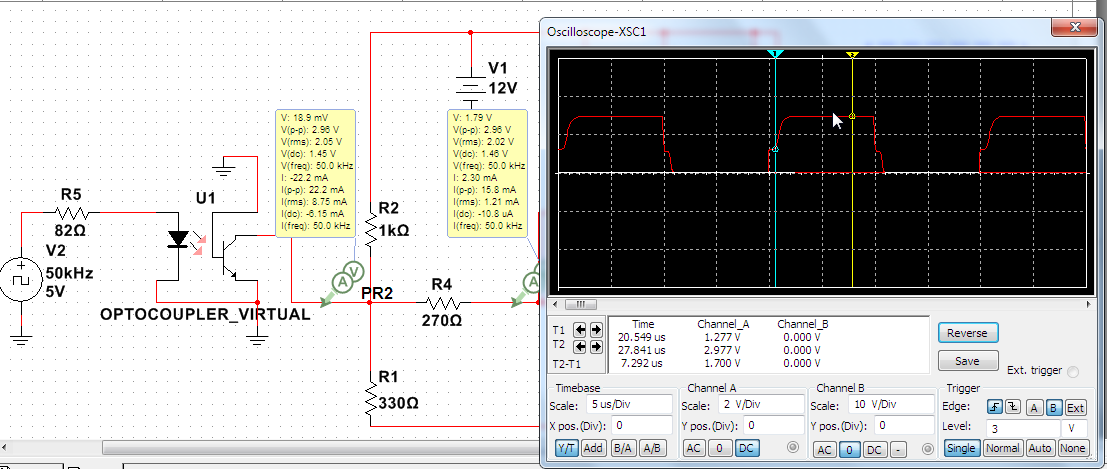 Oscilloscope-XSC1
X
1
2
V1
12V
V: 18.9 mV
V(p-p): 2.96 V
V(rms): 2.05 V
V(dc): 1.45 V
V(freq): 50.0 kHz
I: -22.2 mA
I(p-p): 22.2 mA
I(rms): 8.75 mA
I(dc): -6.15 mA
I(freq): 50.0 kHz
V: 1.79 V
V(p-p): 2.96 V
V(rms): 2.02 V
V(dc): 1.46 V
V(freq): 50.0 kHz
I: 2.30 mA
I(p-p): 15.8 mA
I(rms): 1.21 mA
I(dc): -10.8 uA
I(freq): 50.0 kHz
R5
82Ω
U1
R2
1kΩ
V2
50kHz
5V
A V
A
PR2
R4
270Ω
OPTOCOUPLER_VIRTUAL
R1
330Ω
T1
T2
T2-T1
Time Channel_A Channel_B
20.549 us 1.277 V 0.000 V
27.841 us 2.977 V 0.000 V
7.292 us 1.700 V
Reverse
Save
Ext. trigger
Timebase
Scale: 5 us/Div
X pos.(Div): 0
Y/T Add B/A A/B
Channel A
Scale: 2 V/Div
Y pos.(Div): 0
AC 0 DC
Channel B
Scale: 10 V/Div
Y pos.(Div): 0
AC 0 DC -
Trigger
Edge: A B Ext
Level: 3 V
Single Normal Auto None